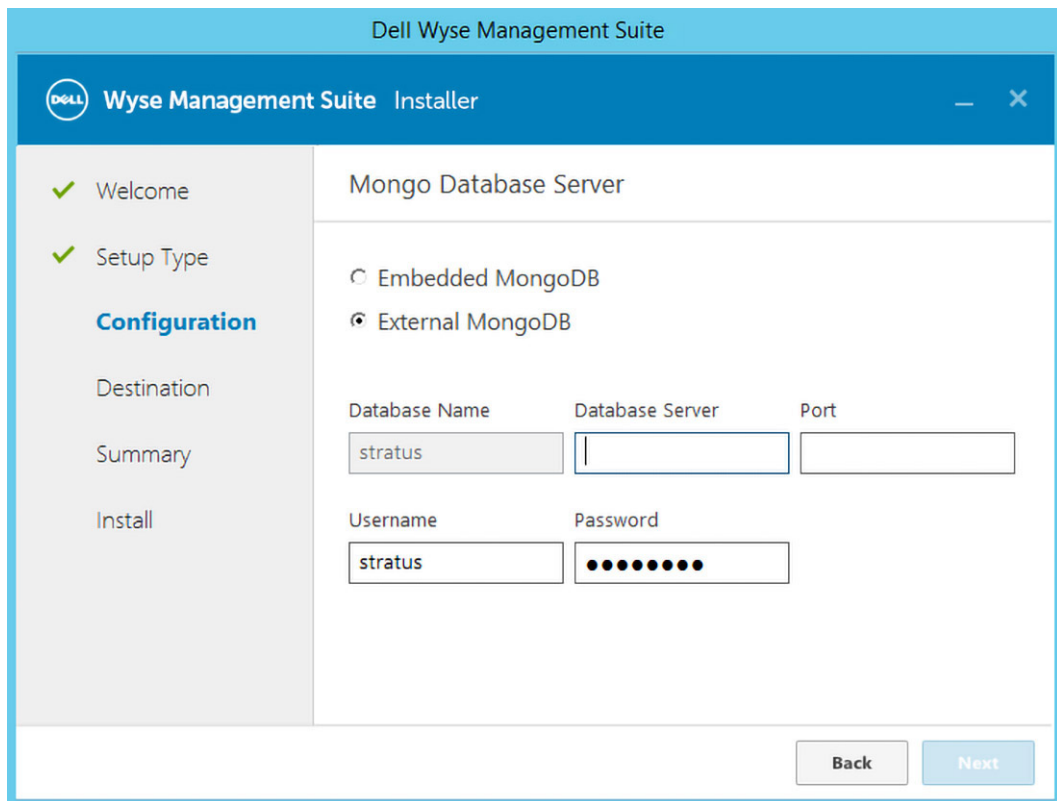 Dell Wyse Management Suite
DELL Wyse Management Suite Installer
Welcome
Setup Type
Configuration
Destination
Summary
Install
Mongo Database Server
Embedded MongoDB
External MongoDB
Database Name Database Server Port
stratus
Username Password
stratus ●●●●●●●●
Back Next